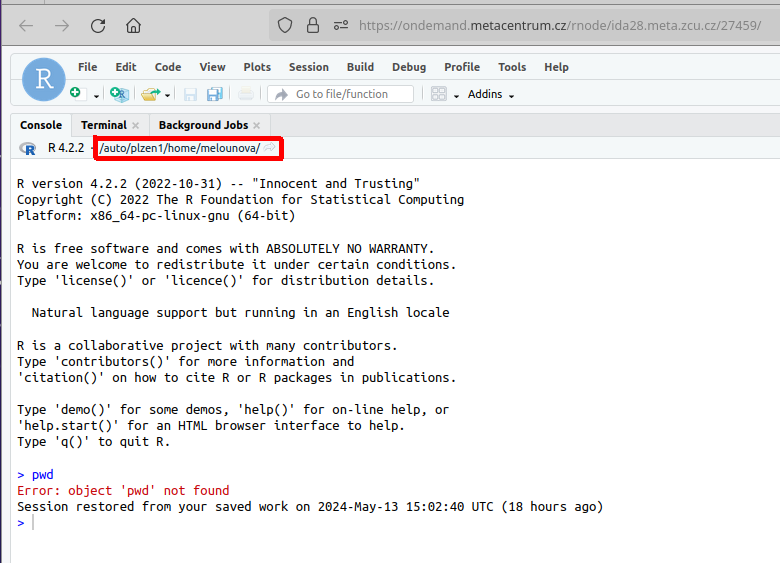 https://ondemand.metacentrum.cz/rnode/ida28.meta.zcu.cz/27459/
R File Edit Code View Plots Session Build Debug Profile Tools Help
R Go to file/function Addins
Console Terminal Background Jobs
R R 4.2.2 · /auto/plzen1/home/melounova/
R version 4.2.2 (2022-10-31) -- "Innocent and Trusting"
Copyright (C) 2022 The R Foundation for Statistical Computing
Platform: x86_64-pc-linux-gnu (64-bit)
R is free software and comes with ABSOLUTELY NO WARRANTY.
You are welcome to redistribute it under certain conditions.
Type 'license()' or 'licence()' for distribution details.
Natural language support but running in an English locale
R is a collaborative project with many contributors.
Type 'contributors()' for more information and
'citation()' on how to cite R or R packages in publications.
Type 'demo()' for some demos, 'help()' for on-line help, or
'help.start()' for an HTML browser interface to help.
Type 'q()' to quit R.
> pwd
Error: object 'pwd' not found
Session restored from your saved work on 2024-May-13 15:02:40 UTC (18 hours ago)
>